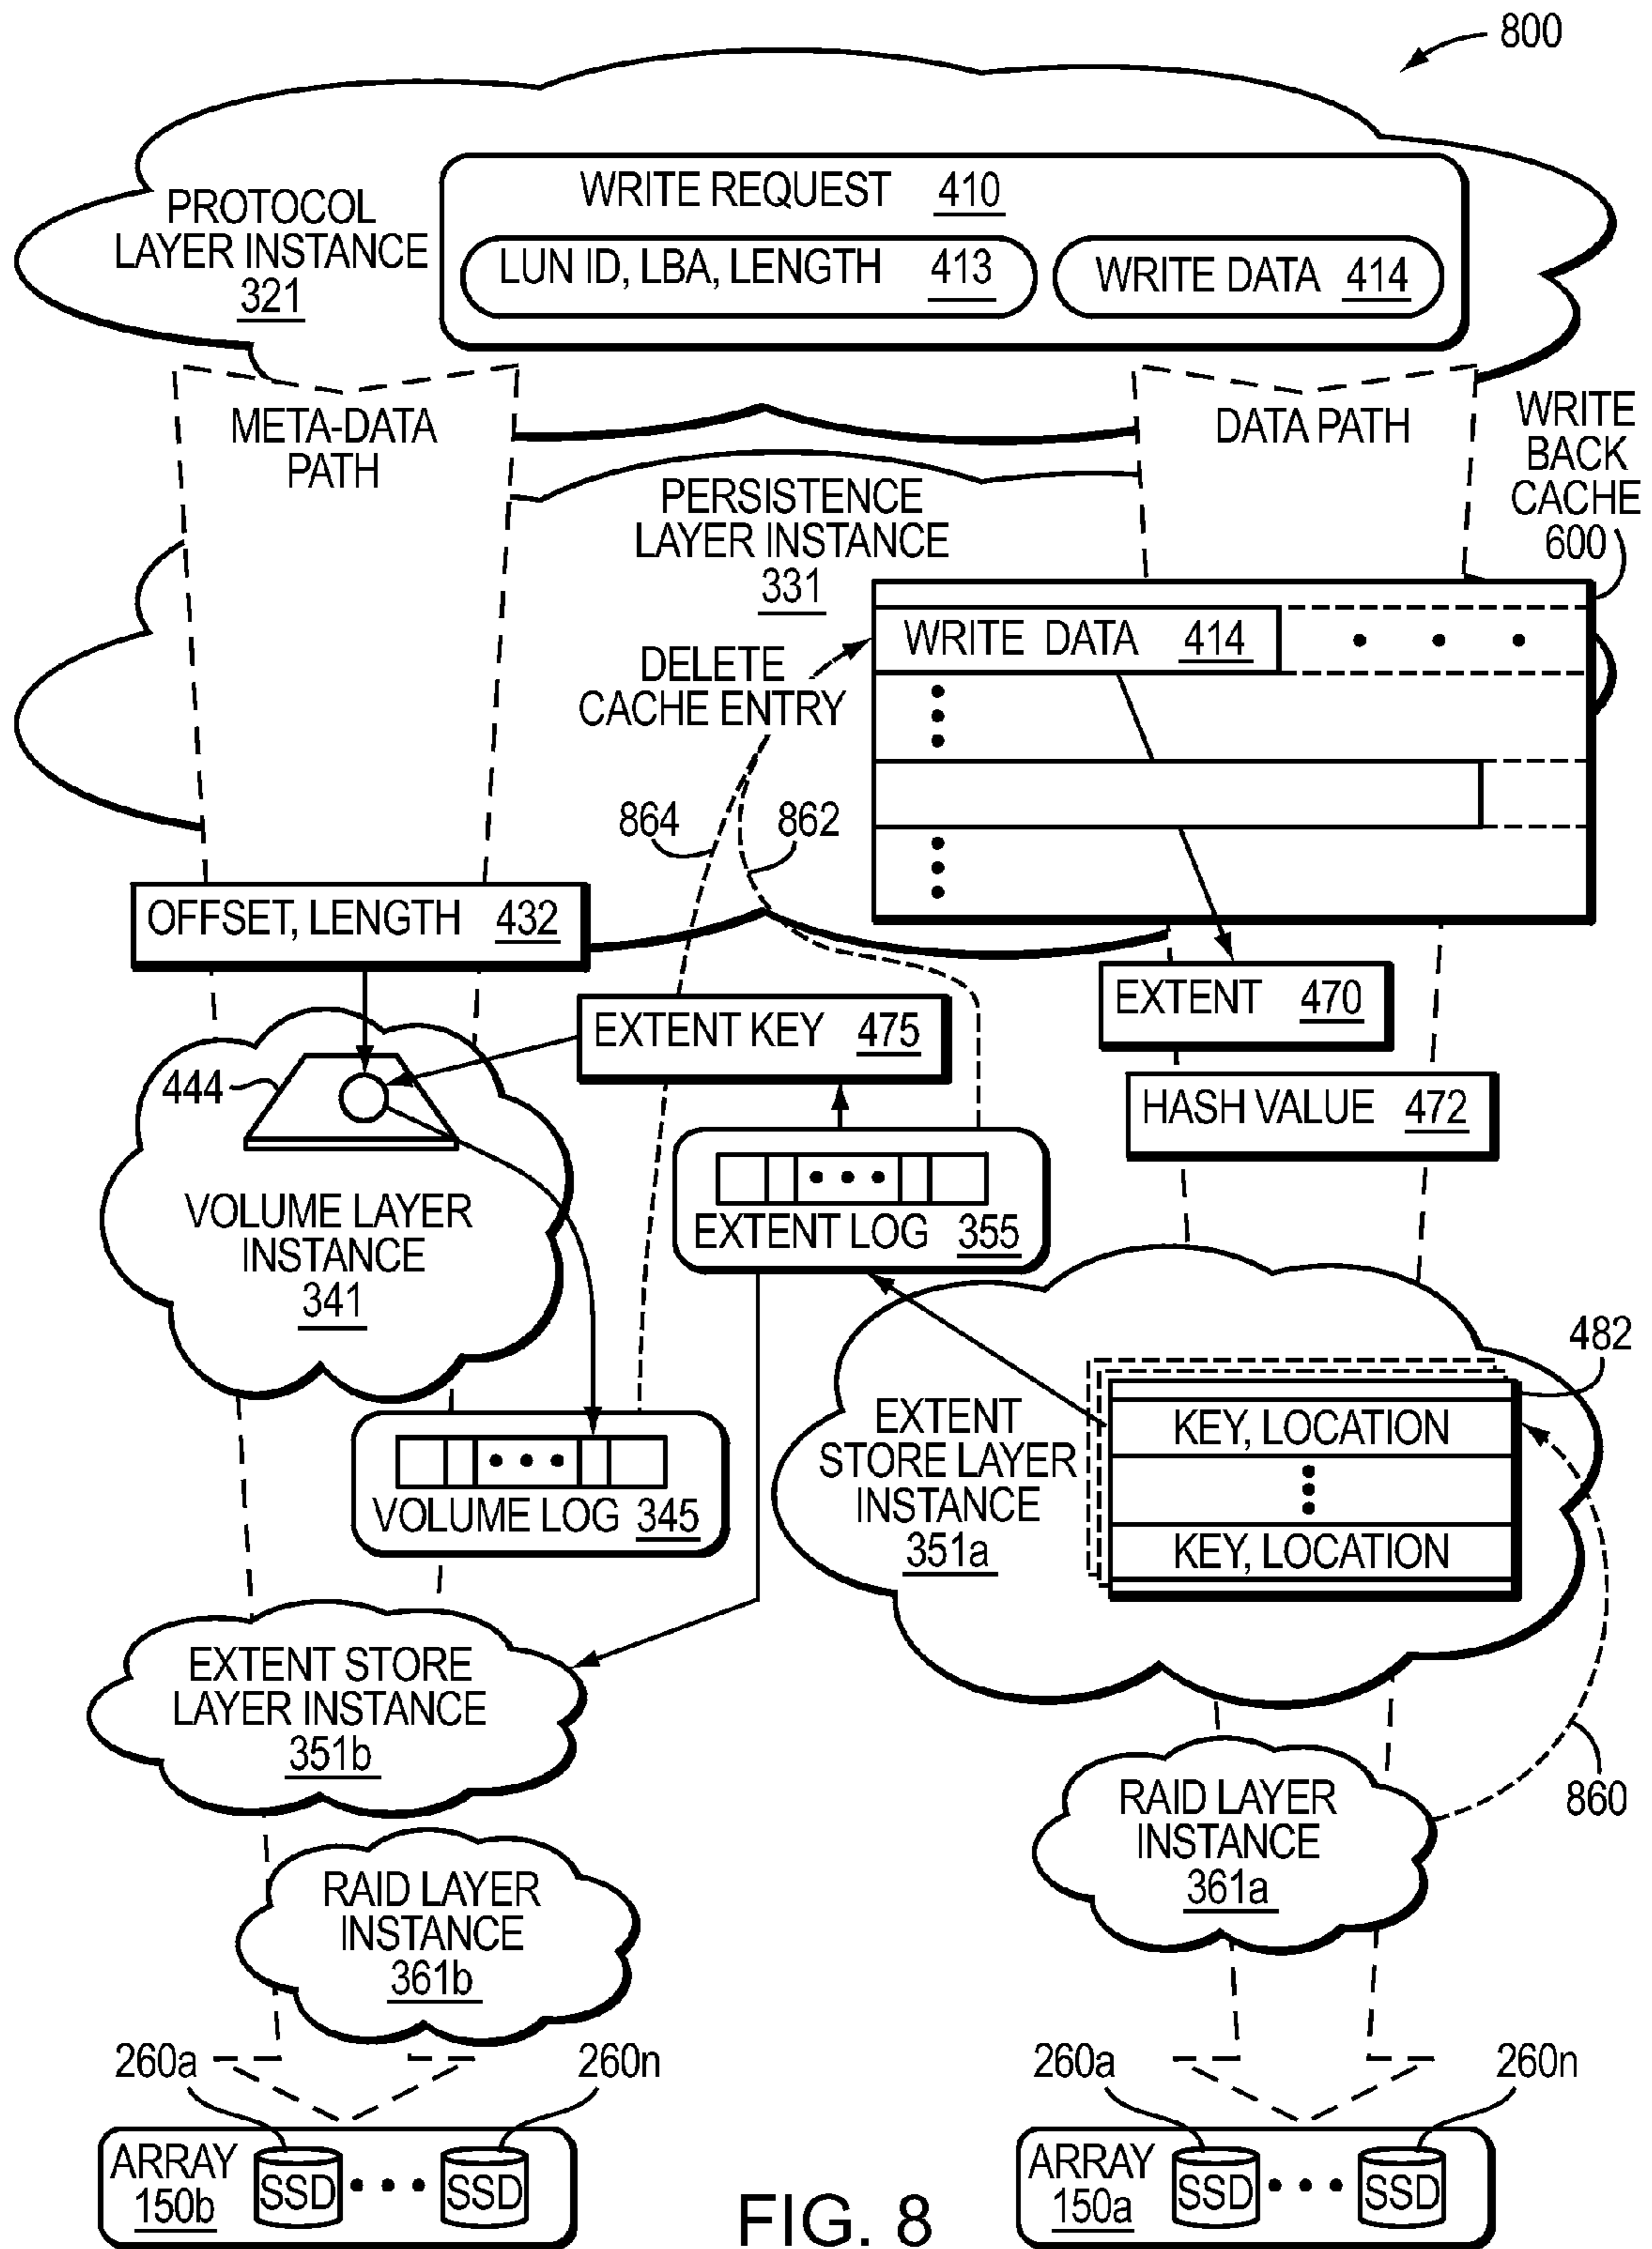 800
WRITE REQUEST 410
PROTOCOL
LAYER INSTANCE
321
LUN ID, LBA, LENGTH 413
WRITE DATA 414
META-DATA
PATH
DATA PATH
WRITE
BACK
CACHE
600
PERSISTENCE
LAYER INSTANCE
331
WRITE DATA 414
DELETE
CACHE ENTRY
864
862
OFFSET, LENGTH 432
EXTENT KEY 475
EXTENT 470
444
HASH VALUE 472
VOLUME LAYER
INSTANCE
341
EXTENT LOG 355
482
EXTENT
STORE LAYER
INSTANCE
351a
KEY, LOCATION
KEY, LOCATION
VOLUME LOG 345
EXTENT STORE
LAYER INSTANCE
351b
RAID LAYER
INSTANCE
361a
860
RAID LAYER
INSTANCE
361b
260a
260n
260a
260n
ARRAY
150b
SSD
SSD
ARRAY
150a
SSD
SSD
FIG. 8